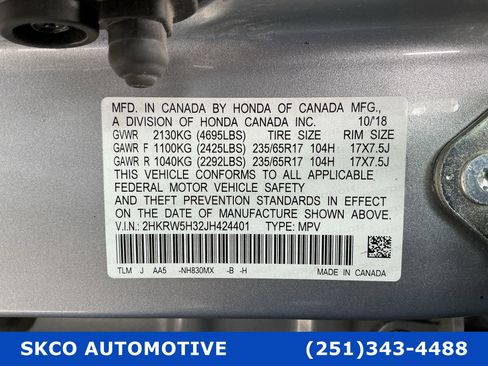 MFD. IN CANADA BY HONDA OF CANADA MFG.,
A DIVISION OF HONDA CANADA INC. 10/18
GVWR 2130KG (4695LBS) TIRE SIZE RIM SIZE
GAWR F 1100KG (2425LBS) 235/65R17 104H 17X7.5J
GAWR R 1040KG (2292LBS) 235/65R17 104H 17X7.5J
THIS VEHICLE CONFORMS TO ALL APPLICABLE
FEDERAL MOTOR VEHICLE SAFETY
AND THEFT PREVENTION STANDARDS IN EFFECT ON THE
DATE OF MANUFACTURE SHOWN ABOVE.
V.I.N.: 2HKRW5H32JH424401 TYPE: MPV
TLM J AA5 -NH830MX -B -H MADE IN CANADA
SKCO AUTOMOTIVE (251)343-4488